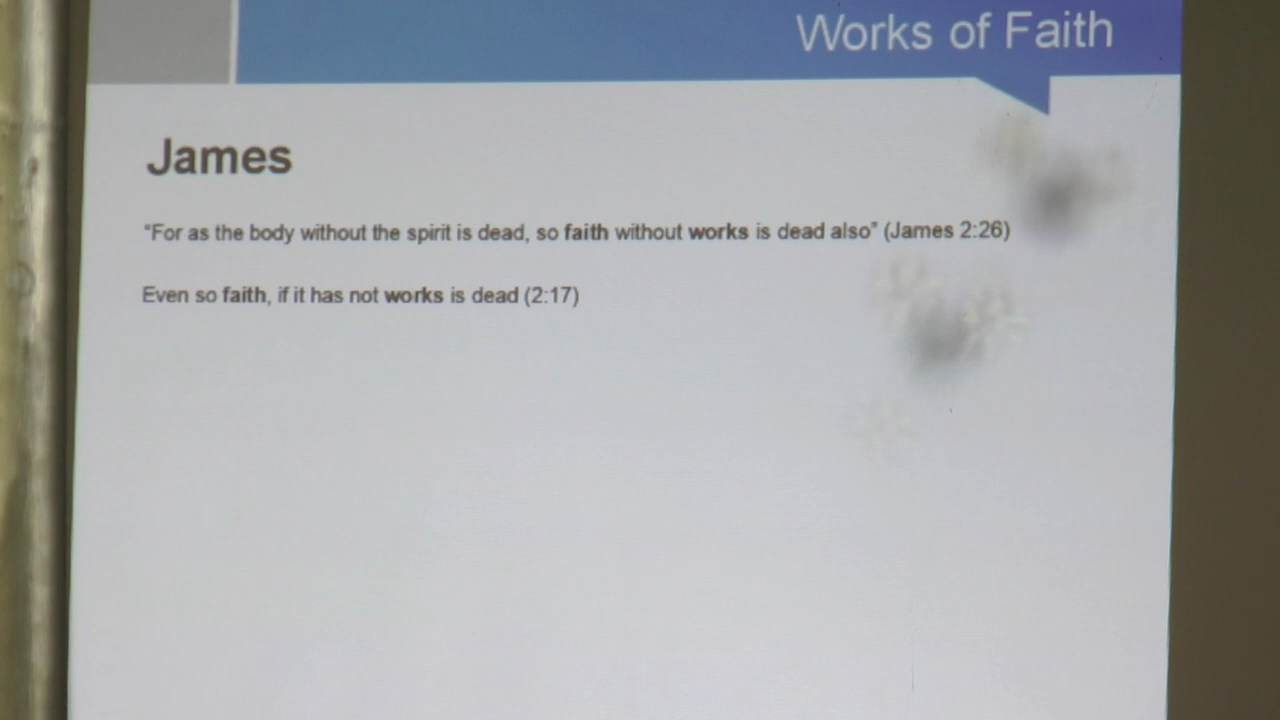 Works of Faith
James
“For as the body without the spirit is dead, so faith without works is dead also” (James 2:26)
Even so faith, if it has not works is dead (2:17)